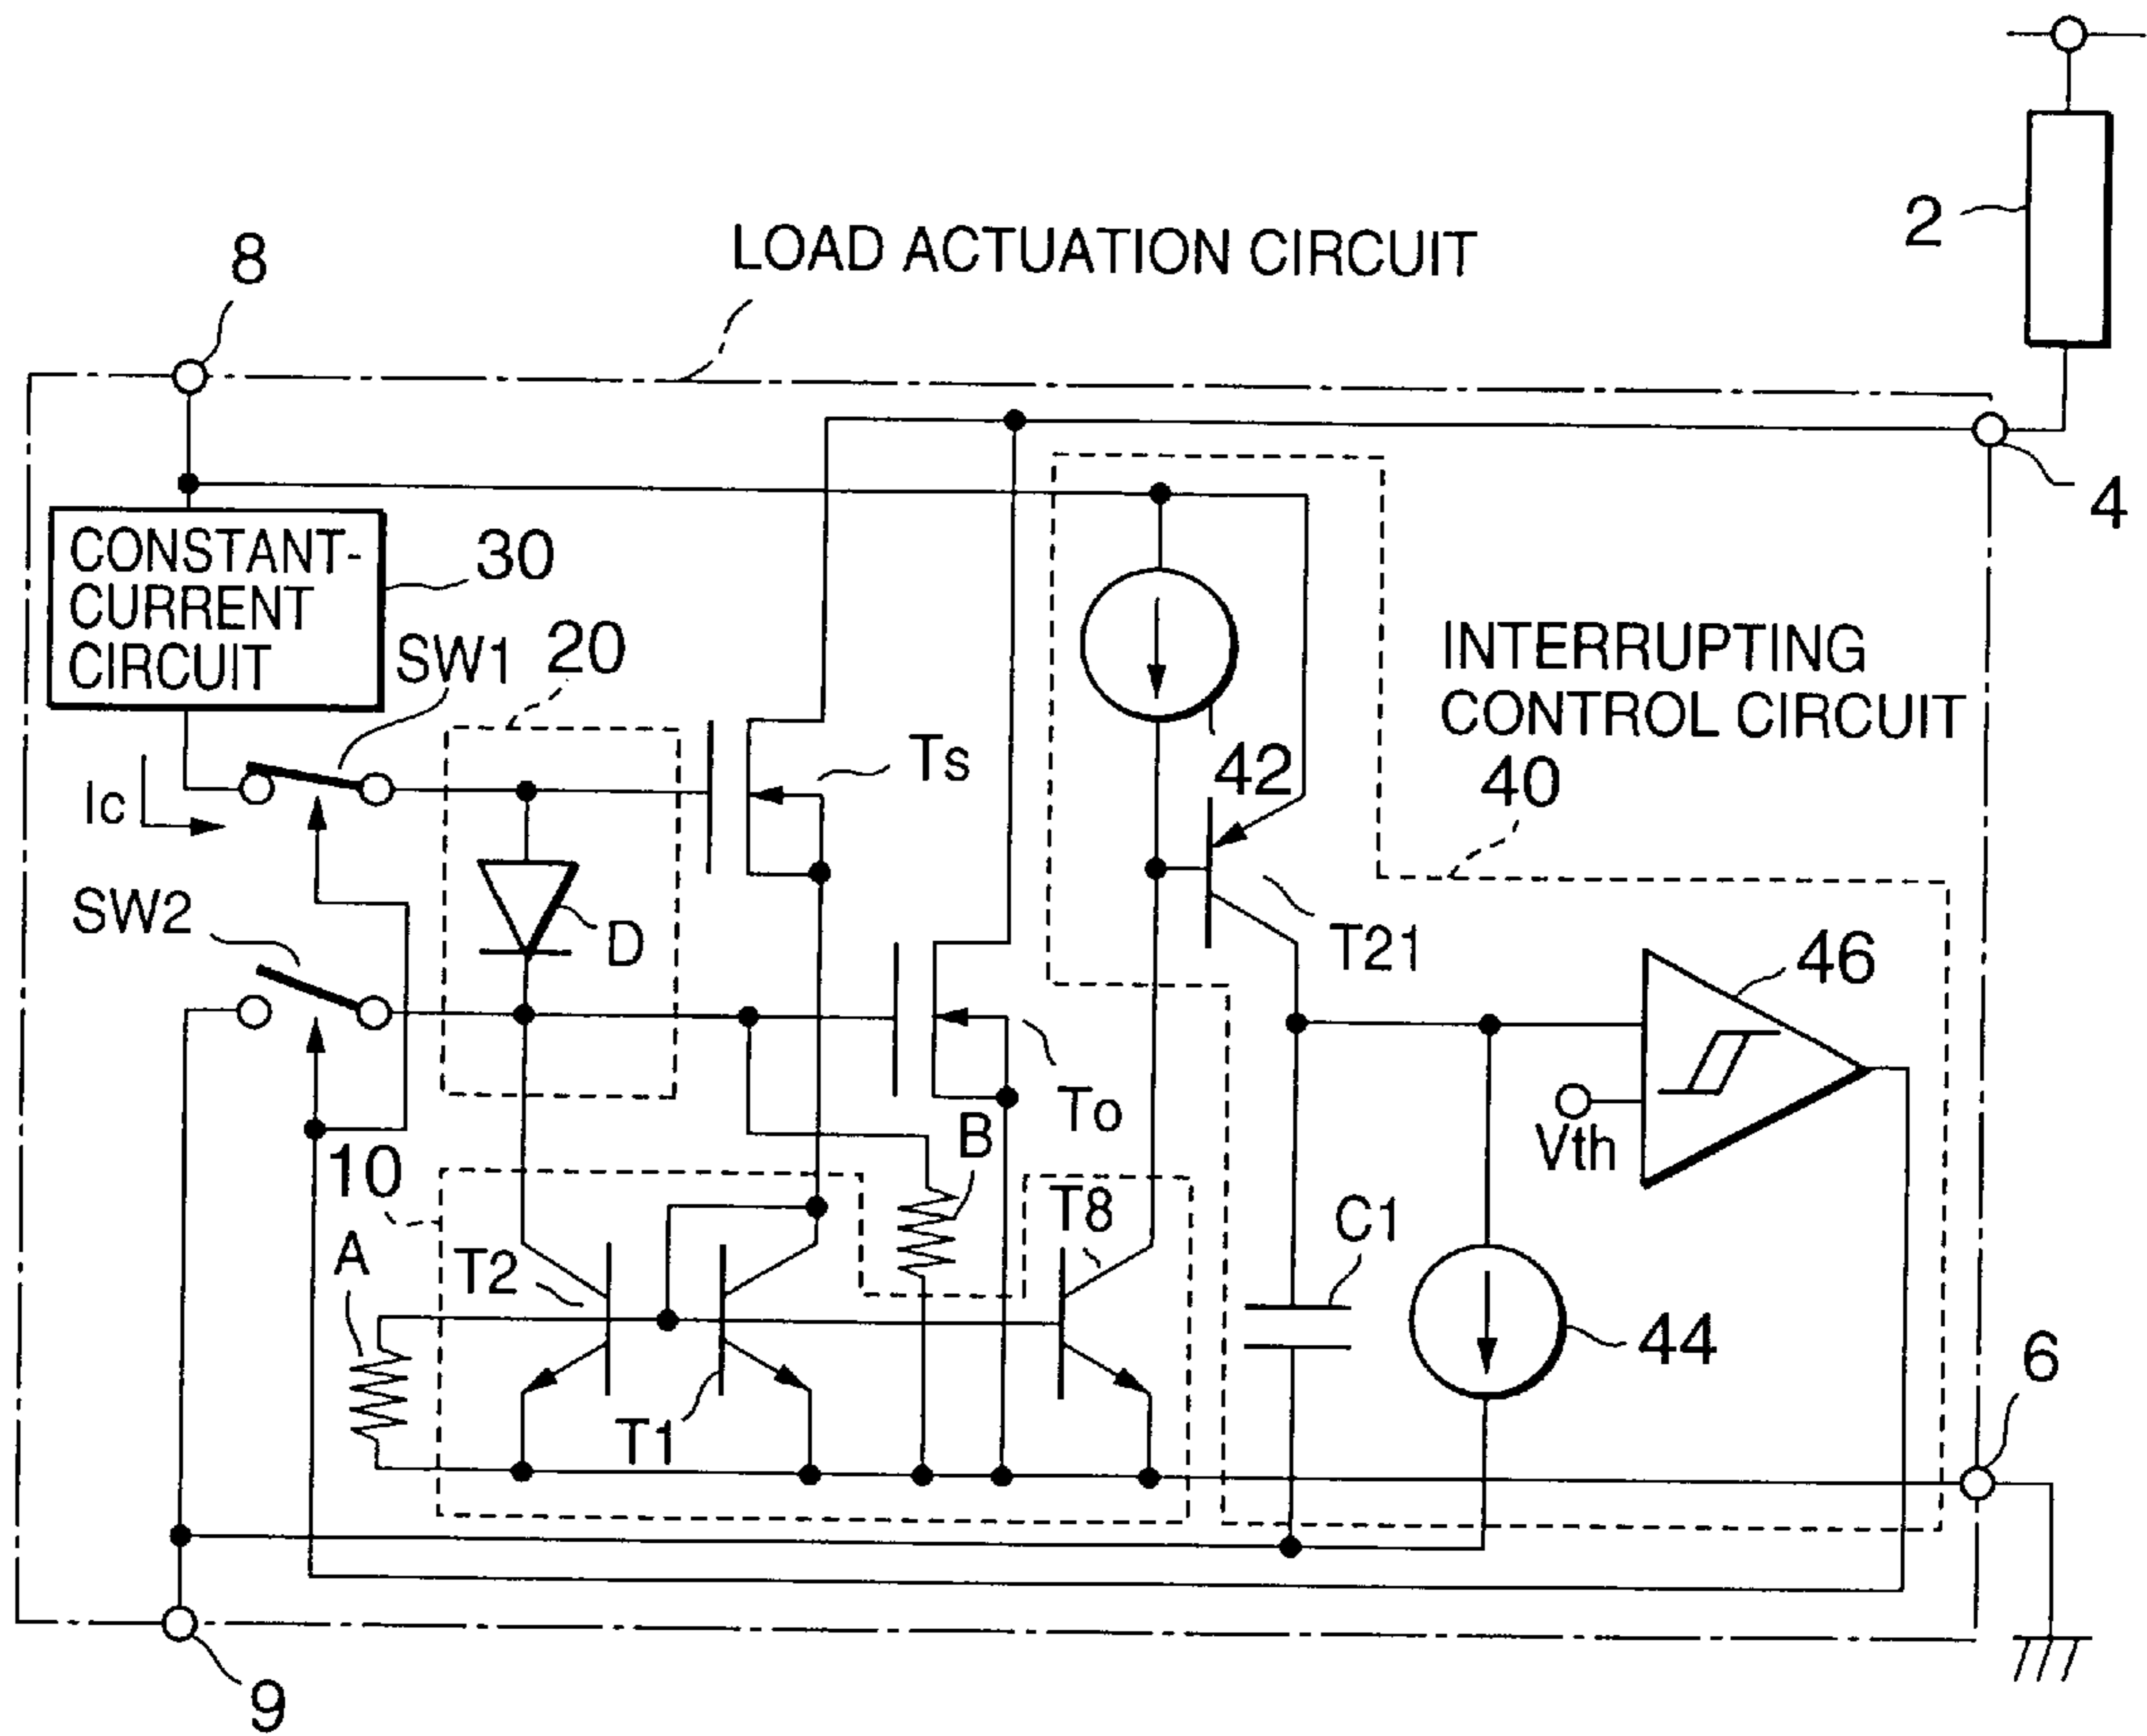 2
LOAD ACTUATION CIRCUIT
8
4
CONSTANT-
CURRENT
CIRCUIT
30
SW1
20
INTERRUPTING
CONTROL CIRCUIT
40
Ts
42
Ic
SW2
D
T21
46
To
Vth
B
10
T8
C1
A
T2
44
6
T1
9